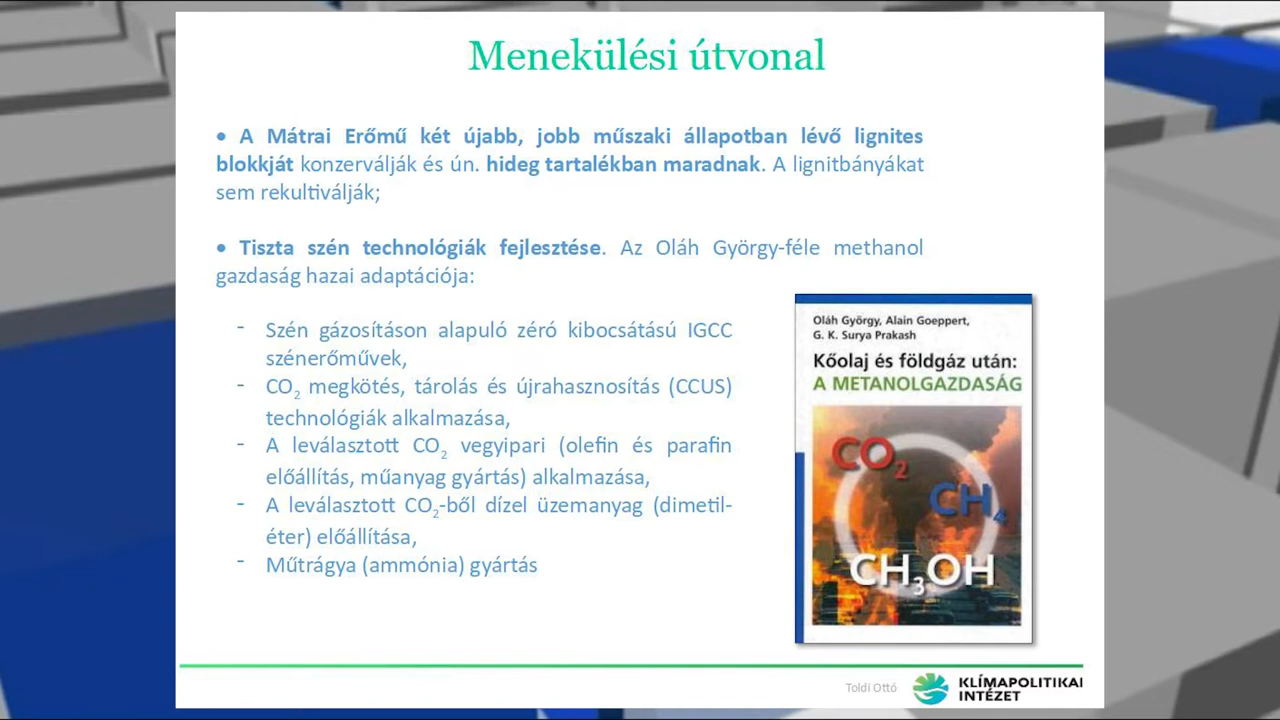 Menekülési útvonal
• A Mátrai Erőmű két újabb, jobb műszaki állapotban lévő lignites
blokkját konzerválják és ún. hideg tartalékban maradnak. A lignitbányákat
sem rekultiválják;
• Tiszta szén technológiák fejlesztése. Az Oláh György-féle methanol
gazdaság hazai adaptációja:
- Szén gázosításon alapuló zéró kibocsátású IGCC
szénerőművek,
- CO₂ megkötés, tárolás és újrahasznosítás (CCUS)
technológiák alkalmazása,
- A leválasztott CO₂ vegyipari (olefin és parafin
előállítás, műanyag gyártás) alkalmazása,
- A leválasztott CO₂-ből dízel üzemanyag (dimetil-
éter) előállítása,
- Műtrágya (ammónia) gyártás
Oláh György, Alain Goeppert,
G. K. Surya Prakash
Kőolaj és földgáz után:
A METANOLGAZDASÁG
CO₂
CH₄
CH₃OH
Toldi Ottó
KLÍMAPOLITIKAI
INTÉZET